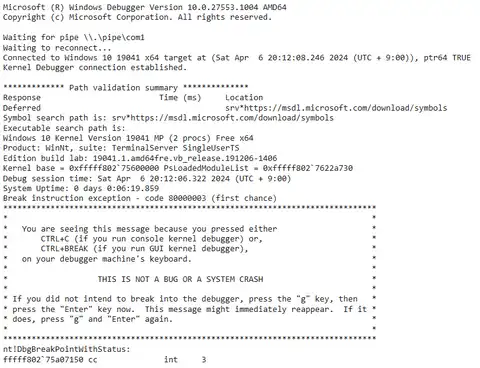 Microsoft (R) Windows Debugger Version 10.0.27553.1004 AMD64
Copyright (c) Microsoft Corporation. All rights reserved.
Waiting for pipe \\.\pipe\com1
Waiting to reconnect...
Connected to Windows 10 19041 x64 target at (Sat Apr  6 20:12:08.246 2024 (UTC + 9:00)), ptr64 TRUE
Kernel Debugger connection established.
************* Path validation summary **************
Response                         Time (ms)     Location
Deferred                                       srv*https://msdl.microsoft.com/download/symbols
Symbol search path is: srv*https://msdl.microsoft.com/download/symbols
Executable search path is:
Windows 10 Kernel Version 19041 MP (2 procs) Free x64
Product: WinNt, suite: TerminalServer SingleUserTS
Edition build lab: 19041.1.amd64fre.vb_release.191206-1406
Kernel base = 0xfffff802`75600000 PsLoadedModuleList = 0xfffff802`7622a730
Debug session time: Sat Apr  6 20:12:06.322 2024 (UTC + 9:00)
System Uptime: 0 days 0:06:19.859
Break instruction exception - code 80000003 (first chance)
*******************************************************************************
*                                                                             *
*   You are seeing this message because you pressed either                    *
*       CTRL+C (if you run console kernel debugger) or,                       *
*       CTRL+BREAK (if you run GUI kernel debugger),                          *
*   on your debugger machine's keyboard.                                      *
*                                                                             *
*                   THIS IS NOT A BUG OR A SYSTEM CRASH                       *
*                                                                             *
* If you did not intend to break into the debugger, press the "g" key, then   *
* press the "Enter" key now.  This message might immediately reappear.  If it *
* does, press "g" and "Enter" again.                                          *
*                                                                             *
*******************************************************************************
nt!DbgBreakPointWithStatus:
fffff802`75a07150 cc              int     3